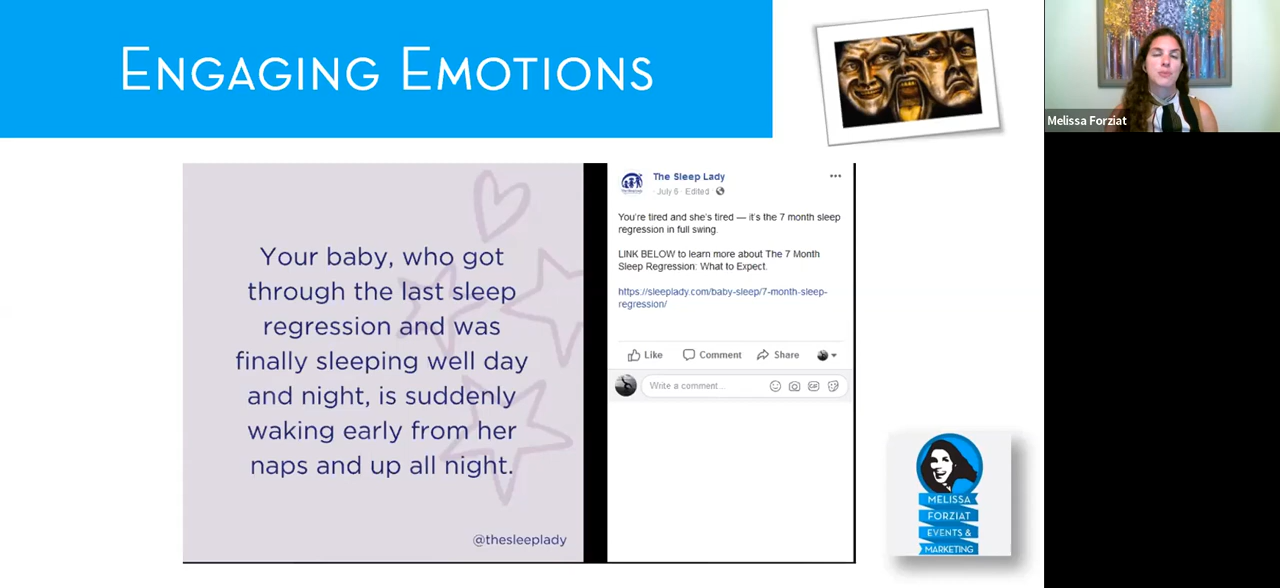 ENGAGING EMOTIONS
Melissa Forziat
Your baby, who got
through the last sleep
regression and was
finally sleeping well day
and night, is suddenly
waking early from her
naps and up all night.
@thesleeplady
The Sleep Lady
July 6 · Edited ·
You're tired and she's tired — it's the 7 month sleep
regression in full swing.
LINK BELOW to learn more about The 7 Month
Sleep Regression: What to Expect.
https://sleeplady.com/baby-sleep/7-month-sleep-
regression/
Like Comment Share
Write a comment...
MELISSA
FORZIAT
EVENTS &
MARKETING